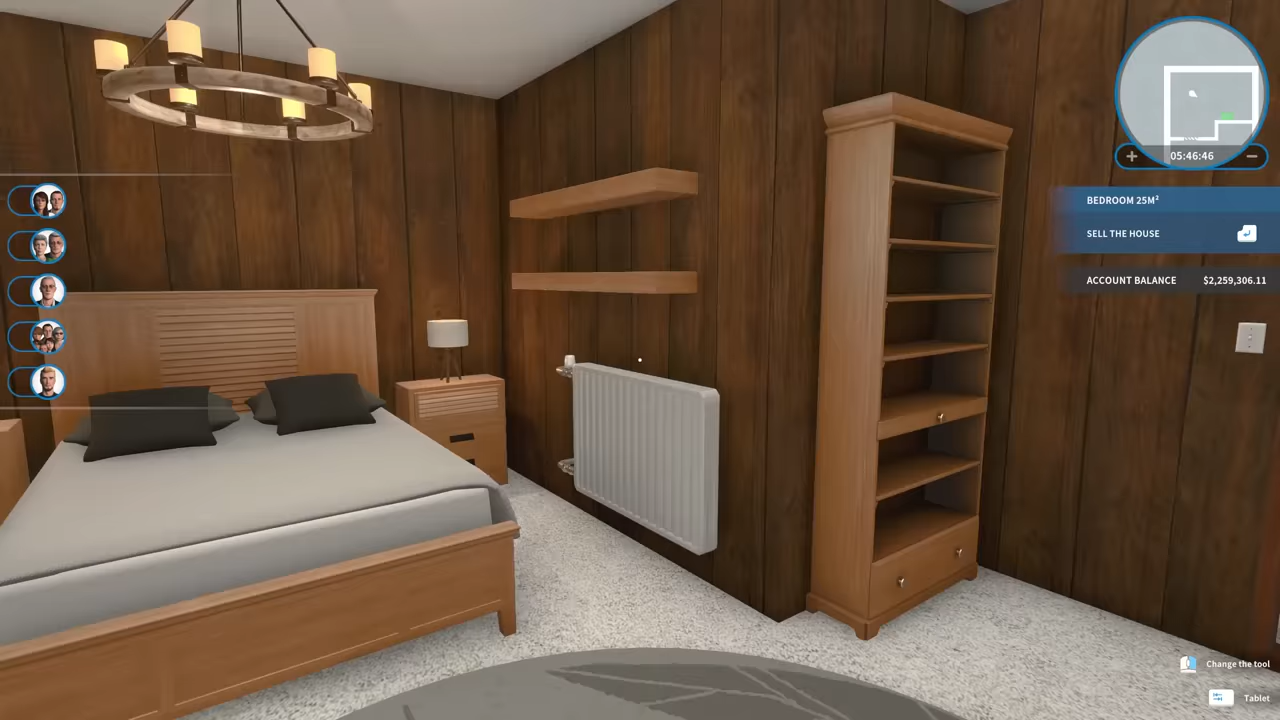 05:46:46
BEDROOM 25M²
SELL THE HOUSE
ACCOUNT BALANCE $2,259,306.11
Change the tool
Tablet